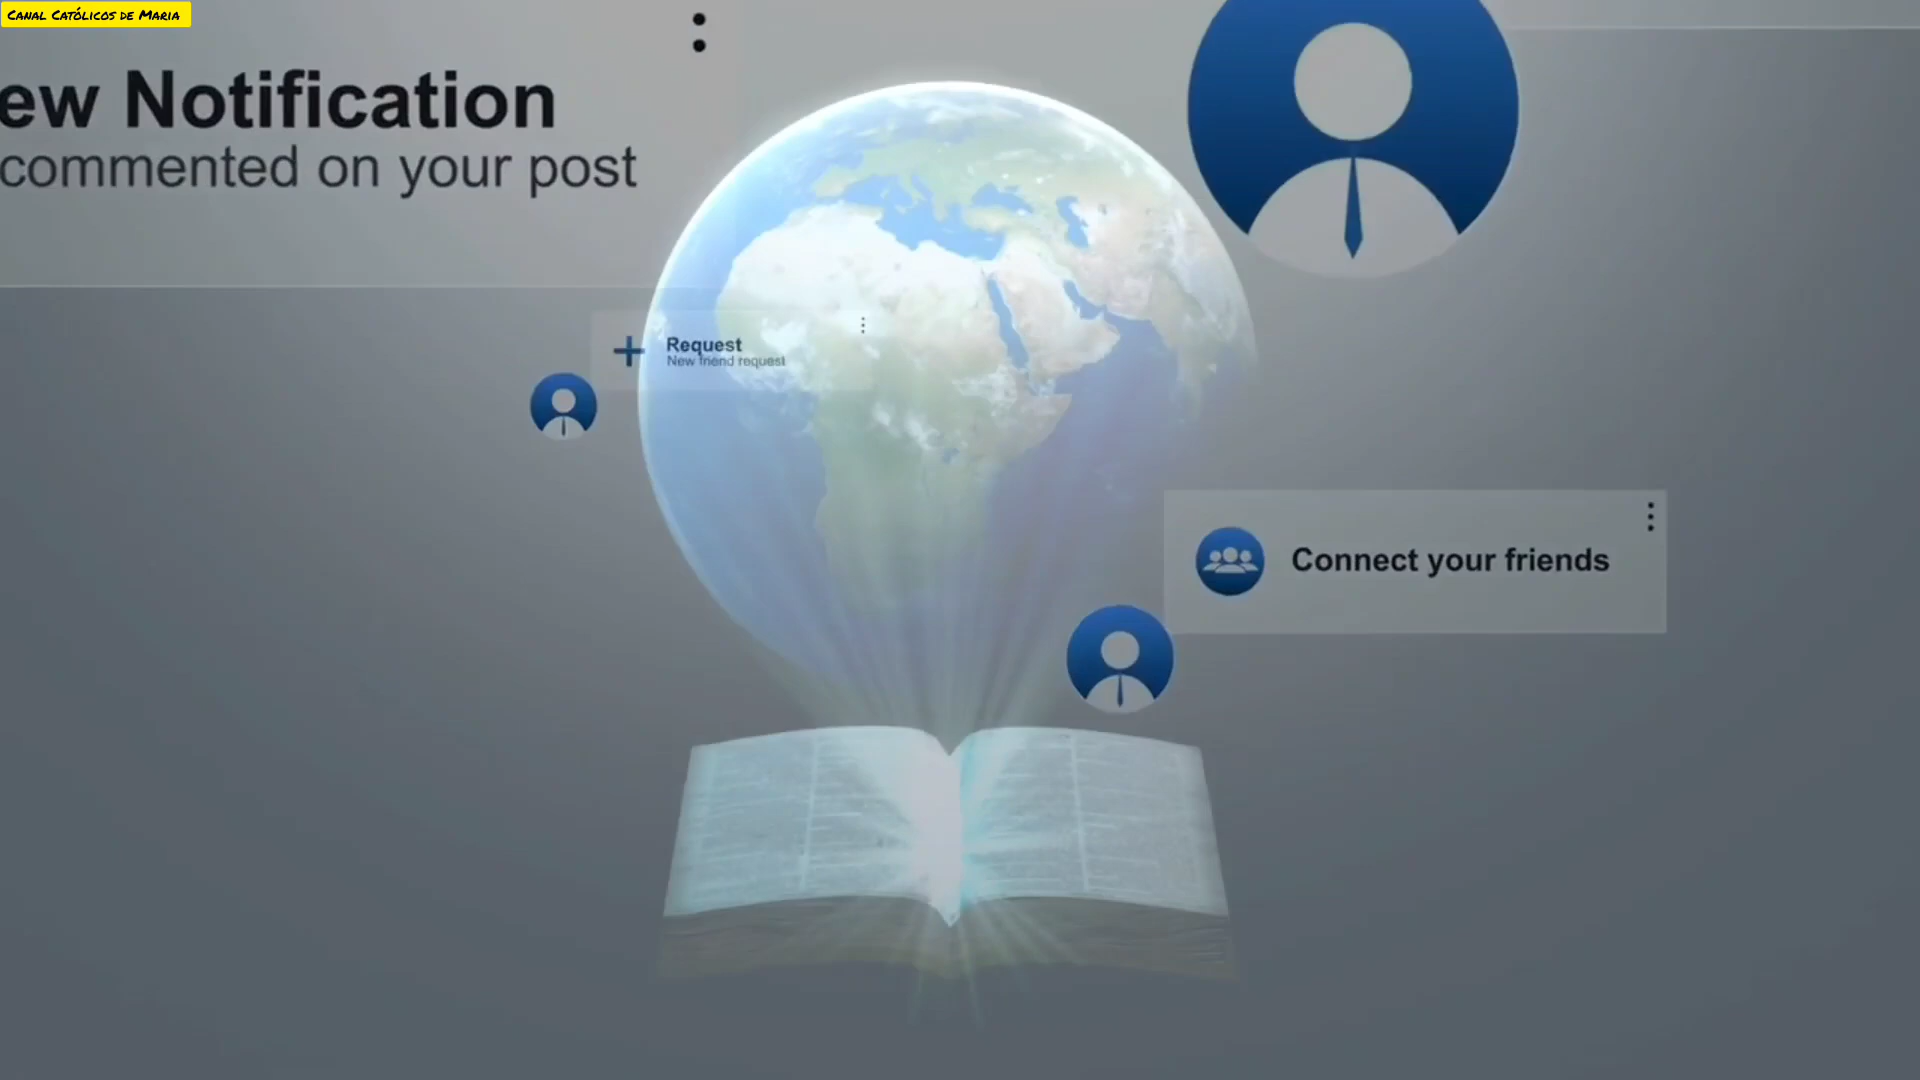 Canal Católicos de Maria
ew Notification
commented on your post
Request
New friend request
Connect your friends